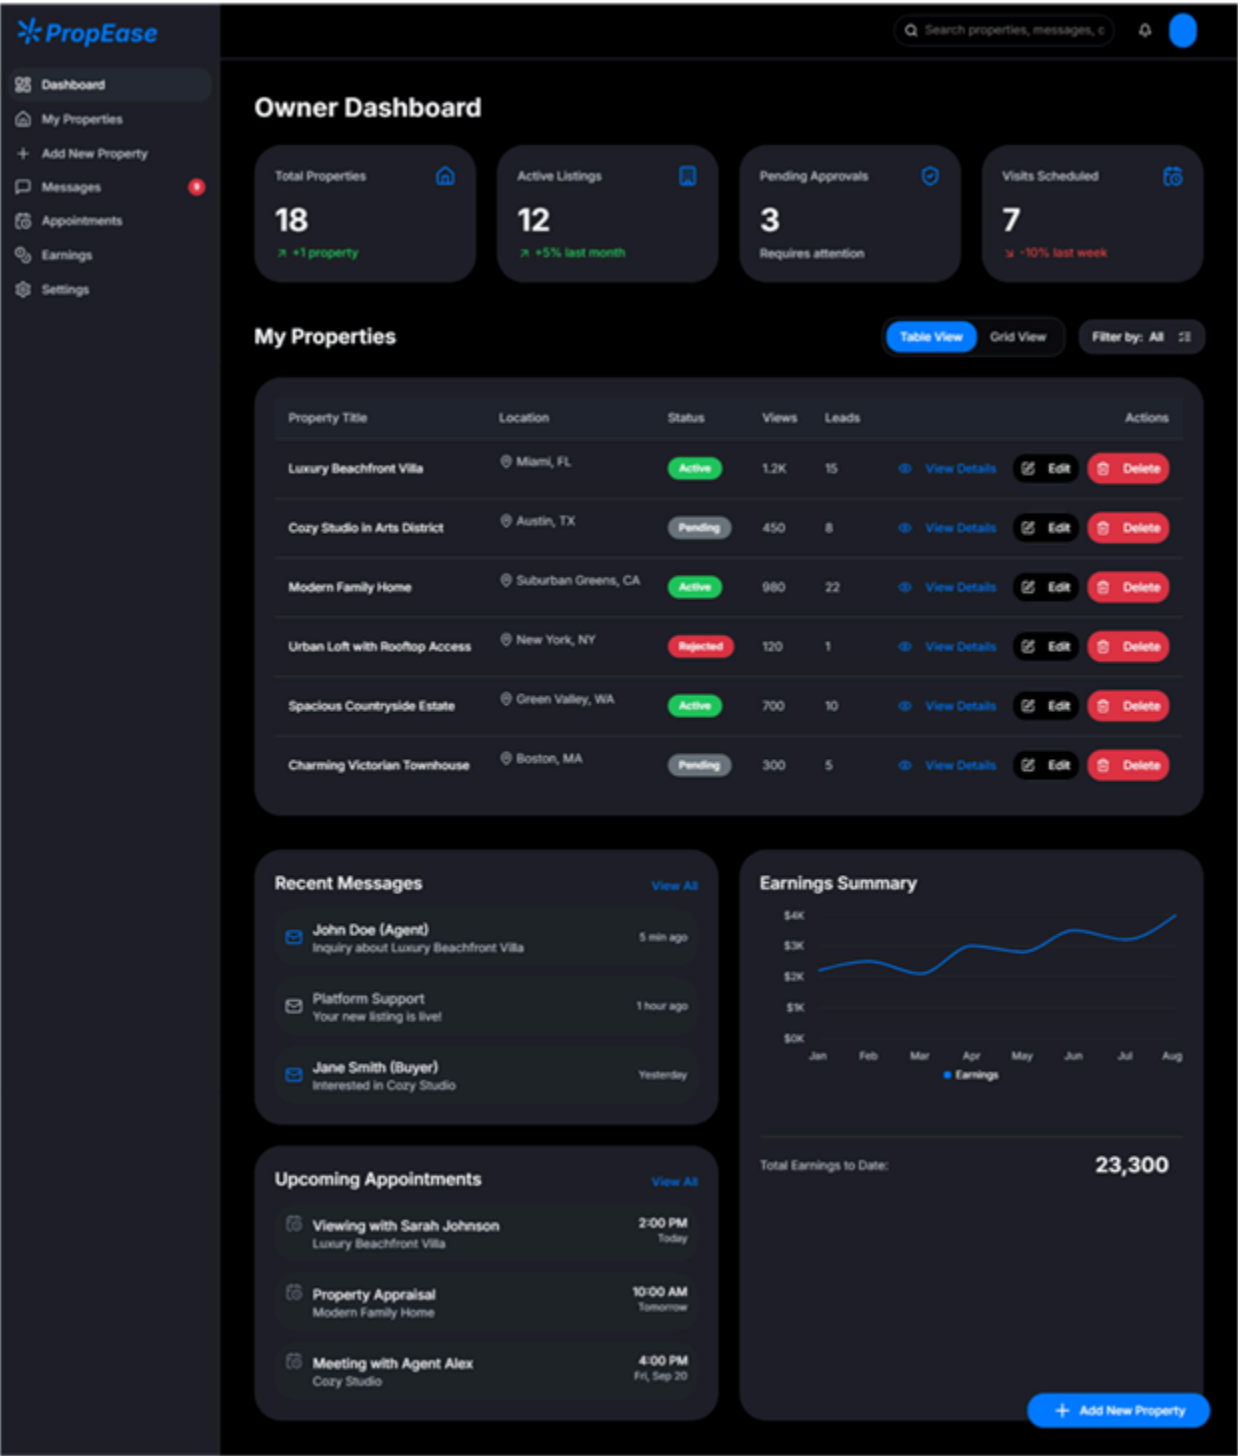 PropEase
Search properties, messages, c
Dashboard
My Properties
Add New Property
Messages
Appointments
Earnings
Settings
Owner Dashboard
Total Properties
18
+1 property
Active Listings
12
+5% last month
Pending Approvals
3
Requires attention
Visits Scheduled
7
-10% last week
My Properties
Table View
Grid View
Filter by: All
Property Title Location Status Views Leads Actions
Luxury Beachfront Villa Miami, FL Active 1.2K 15 View Details Edit Delete
Cozy Studio in Arts District Austin, TX Pending 450 8 View Details Edit Delete
Modern Family Home Suburban Greens, CA Active 980 22 View Details Edit Delete
Urban Loft with Rooftop Access New York, NY Rejected 120 1 View Details Edit Delete
Spacious Countryside Estate Green Valley, WA Active 700 10 View Details Edit Delete
Charming Victorian Townhouse Boston, MA Pending 300 5 View Details Edit Delete
Recent Messages View All
John Doe (Agent)
Inquiry about Luxury Beachfront Villa
5 min ago
Platform Support
Your new listing is live!
1 hour ago
Jane Smith (Buyer)
Interested in Cozy Studio
Yesterday
Upcoming Appointments View All
Viewing with Sarah Johnson
Luxury Beachfront Villa
2:00 PM
Today
Property Appraisal
Modern Family Home
10:00 AM
Tomorrow
Meeting with Agent Alex
Cozy Studio
4:00 PM
Fri, Sep 20
Earnings Summary
$4K
$3K
$2K
$1K
$0K
Jan Feb Mar Apr May Jun Jul Aug
Earnings
Total Earnings to Date: 23,300
Add New Property